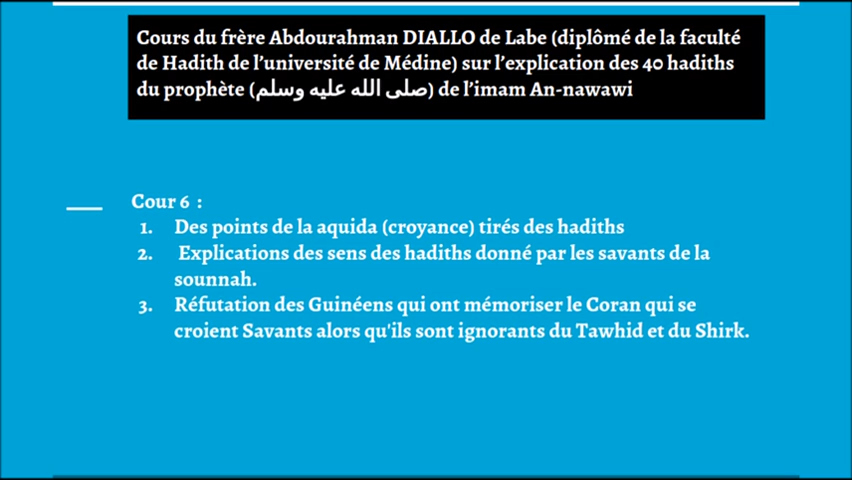 Cours du frère Abdourahman DIALLO de Labe (diplômé de la faculté
de Hadith de l'université de Médine) sur l'explication des 40 hadiths
du prophète (صلى الله عليه وسلم) de l'imam An-nawawi
Cour 6 :
1. Des points de la aquida (croyance) tirés des hadiths
2. Explications des sens des hadiths donné par les savants de la
sounnah.
3. Réfutation des Guinéens qui ont mémoriser le Coran qui se
croient Savants alors qu'ils sont ignorants du Tawhid et du Shirk.